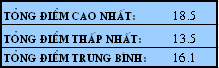 TỔNG ĐIỂM CAO NHẤT: 18.5
TỔNG ĐIỂM THẤP NHẤT: 13.5
TỔNG ĐIỂM TRUNG BÌNH: 16.1